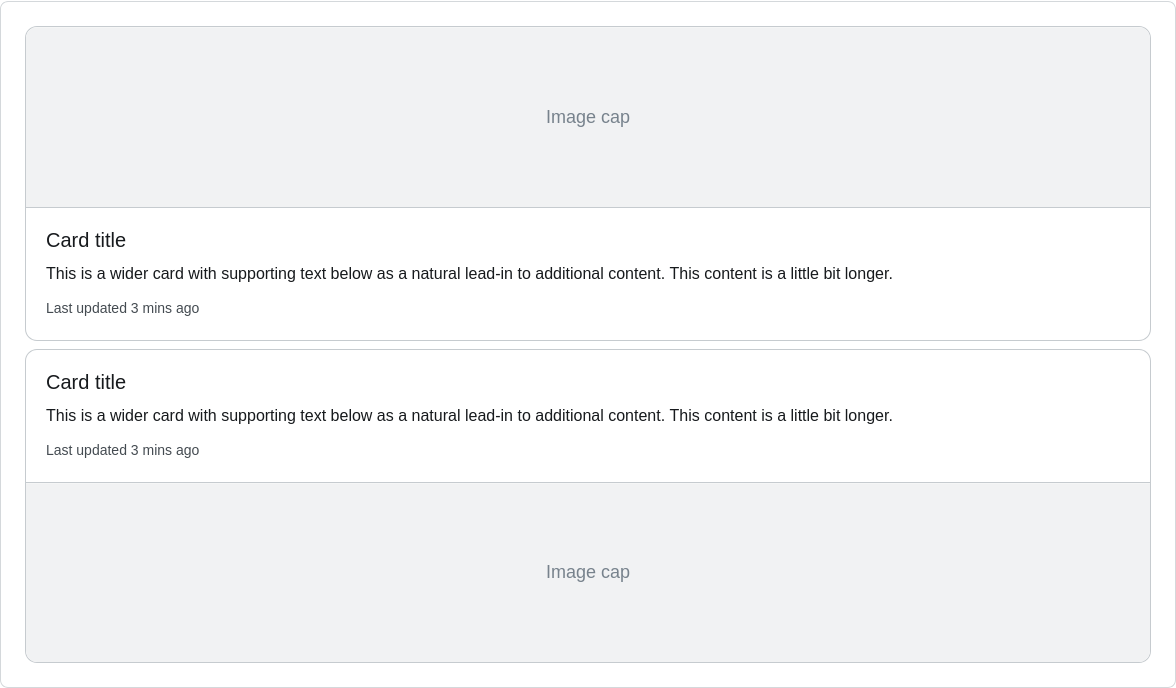 Image cap
Card title
This is a wider card with supporting text below as a natural lead-in to additional content. This content is a little bit longer.
Last updated 3 mins ago
Card title
This is a wider card with supporting text below as a natural lead-in to additional content. This content is a little bit longer.
Last updated 3 mins ago
Image cap